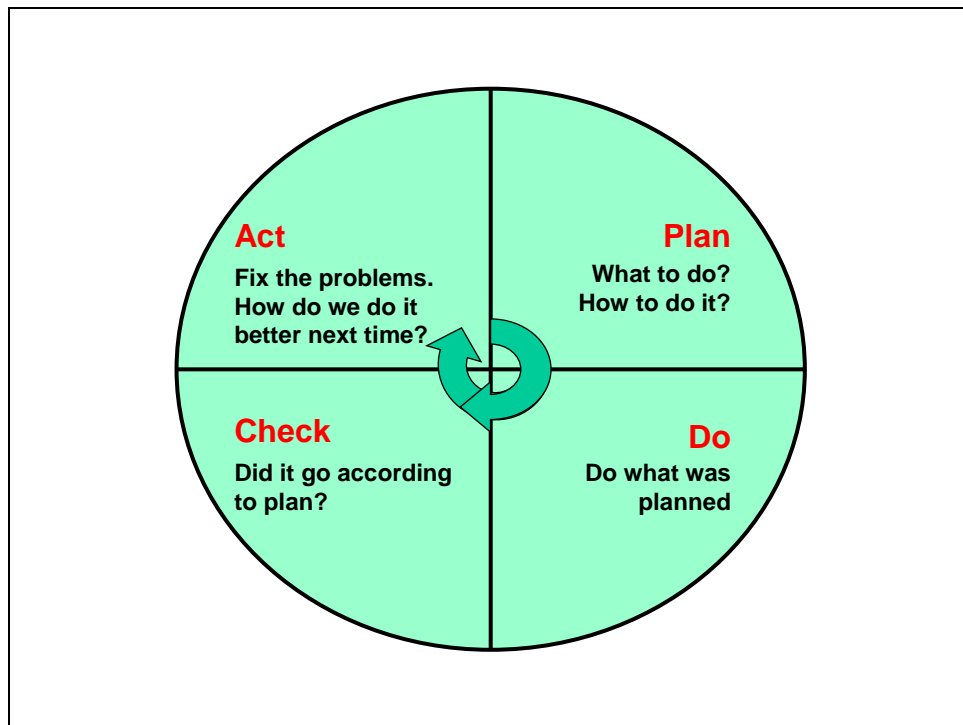 Act
Fix the problems.
How do we do it
better next time?
Plan
What to do?
How to do it?
Check
Did it go according
to plan?
Do
Do what was
planned